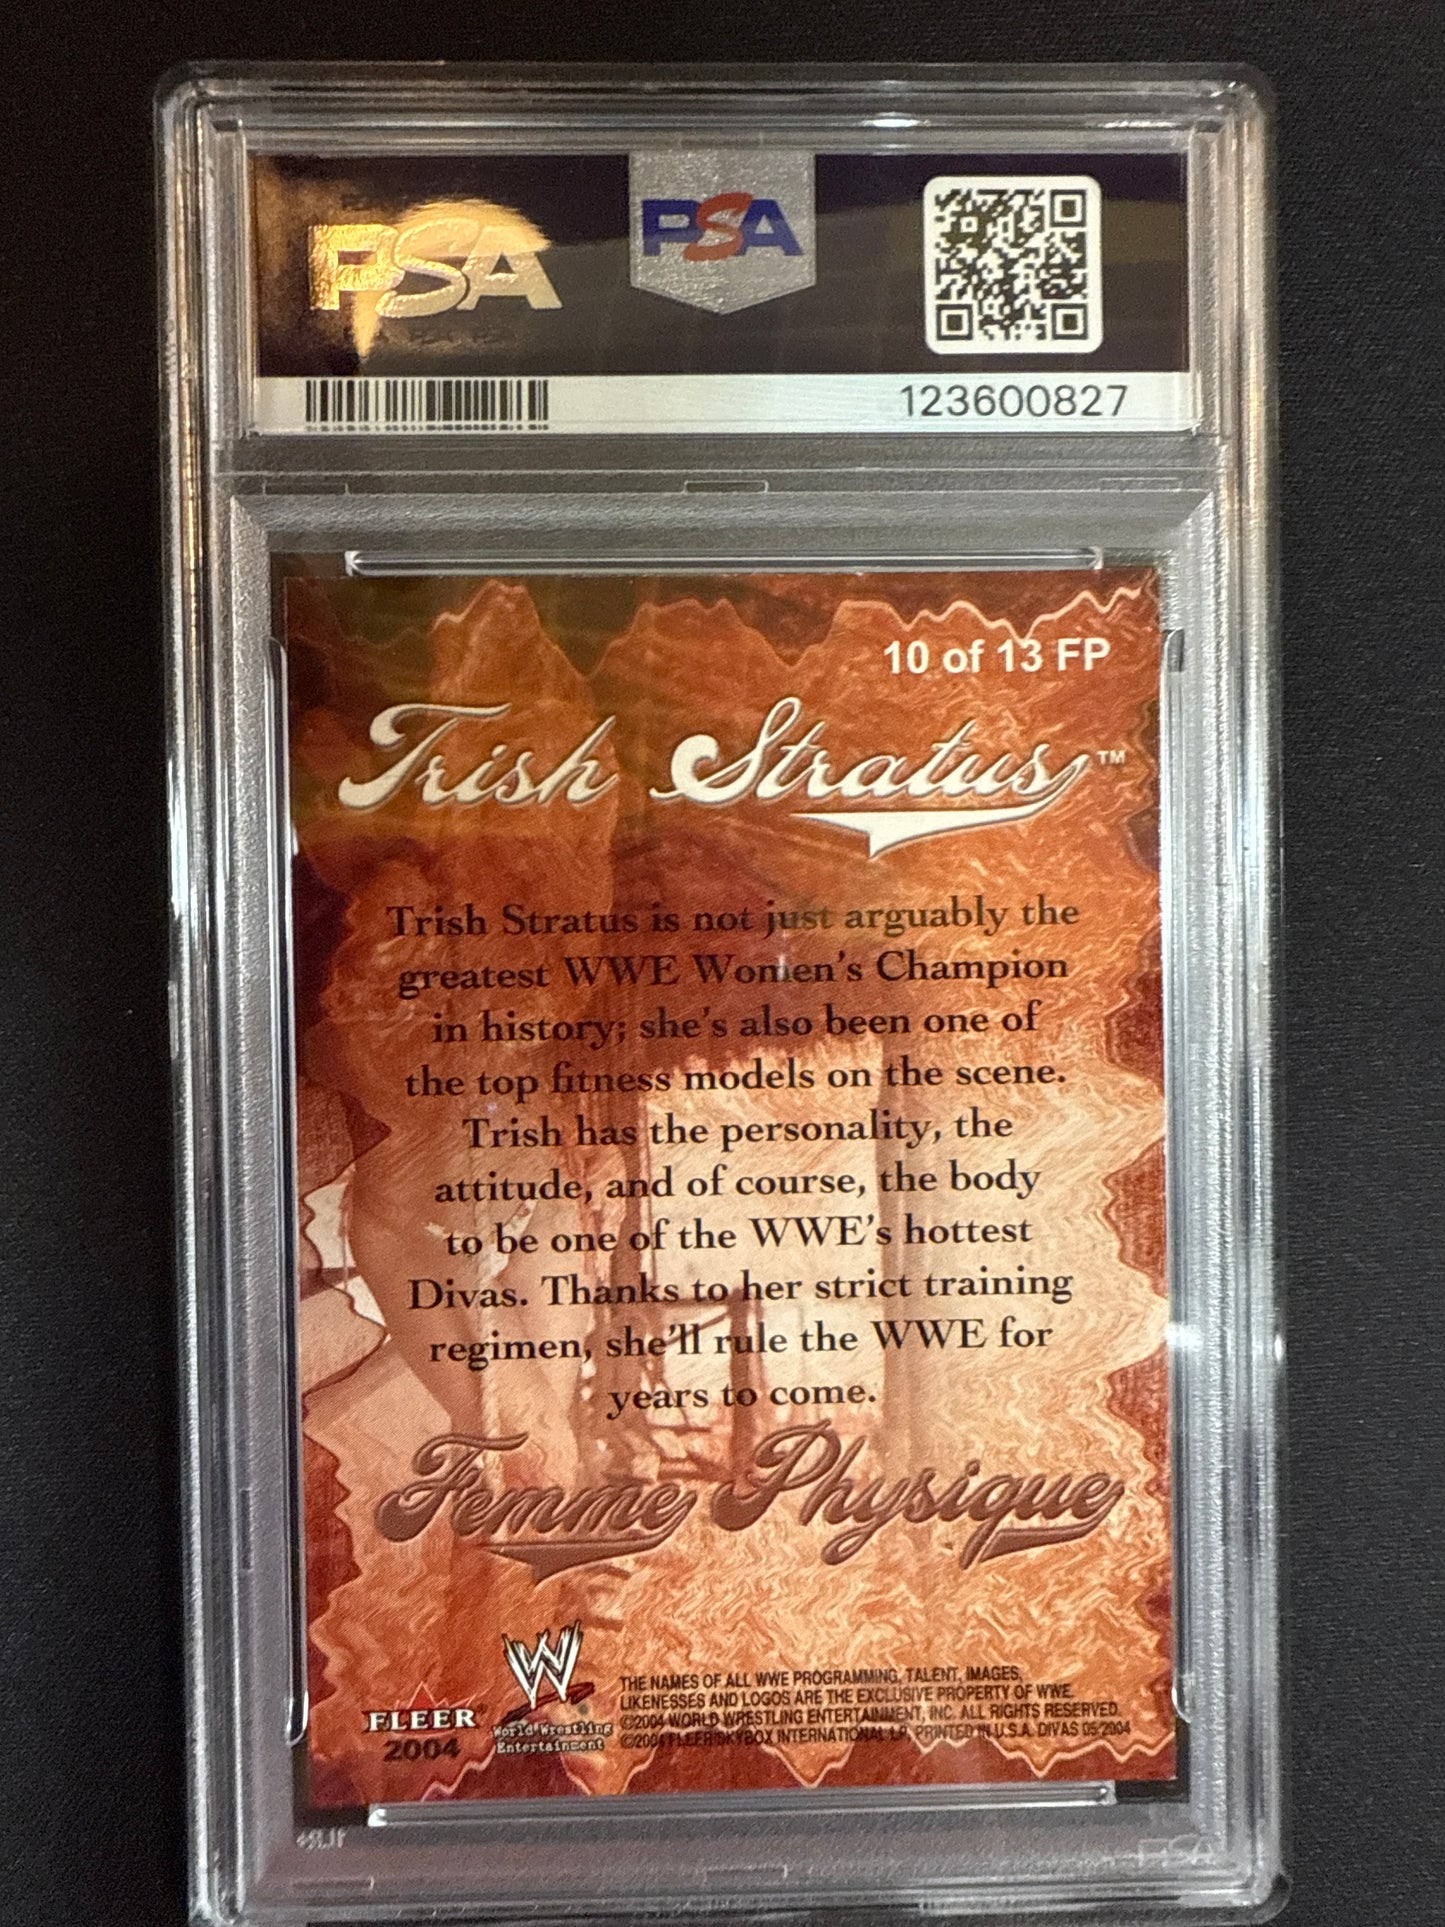 PSA
PSA
123600827
10 of 13 FP
Trish Stratus™
Trish Stratus is not just arguably the
greatest WWE Women's Champion
in history; she's also been one of
the top fitness models on the scene.
Trish has the personality, the
attitude, and of course, the body
to be one of the WWE's hottest
Divas. Thanks to her strict training
regimen, she'll rule the WWE for
years to come.
Femme Physique
FLEER®
2004
W
World Wrestling
Entertainment
THE NAMES OF ALL WWE PROGRAMMING, TALENT, IMAGES,
LIKENESSES AND LOGOS ARE THE EXCLUSIVE PROPERTY OF WWE.
©2004 WORLD WRESTLING ENTERTAINMENT, INC. ALL RIGHTS RESERVED.
©2004 FLEER/SKYBOX INTERNATIONAL LP, PRINTED IN U.S.A. DIVAS 05/2004
PSA